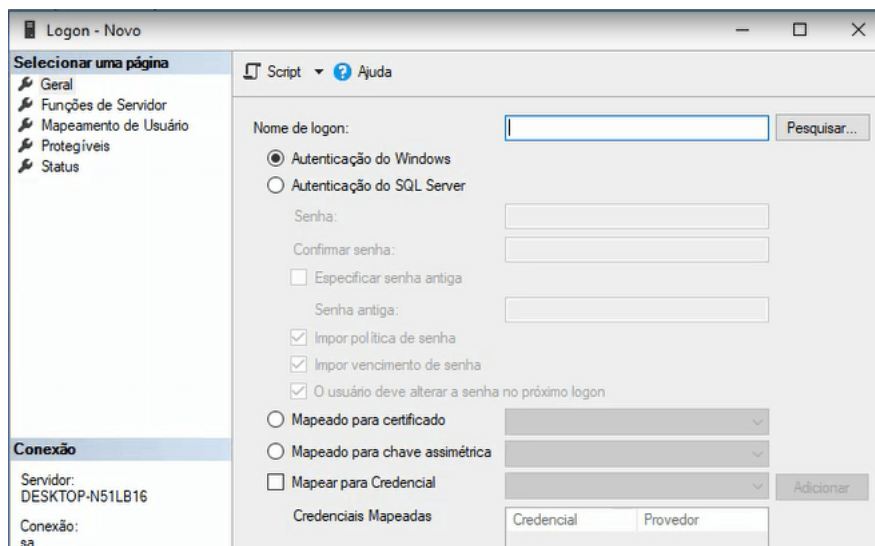 Logon - Novo
Selecionar uma página
Geral
Funções de Servidor
Mapeamento de Usuário
Protegíveis
Status
Script
Ajuda
Nome de logon:
Pesquisar...
Autenticação do Windows
Autenticação do SQL Server
Senha:
Confirmar senha:
Especificar senha antiga
Senha antiga:
Impor política de senha
Impor vencimento de senha
O usuário deve alterar a senha no próximo logon
Mapeado para certificado
Mapeado para chave assimétrica
Mapear para Credencial
Adicionar
Credenciais Mapeadas
Credencial Provedor
Conexão
Servidor:
DESKTOP-N51LB16
Conexão:
sa